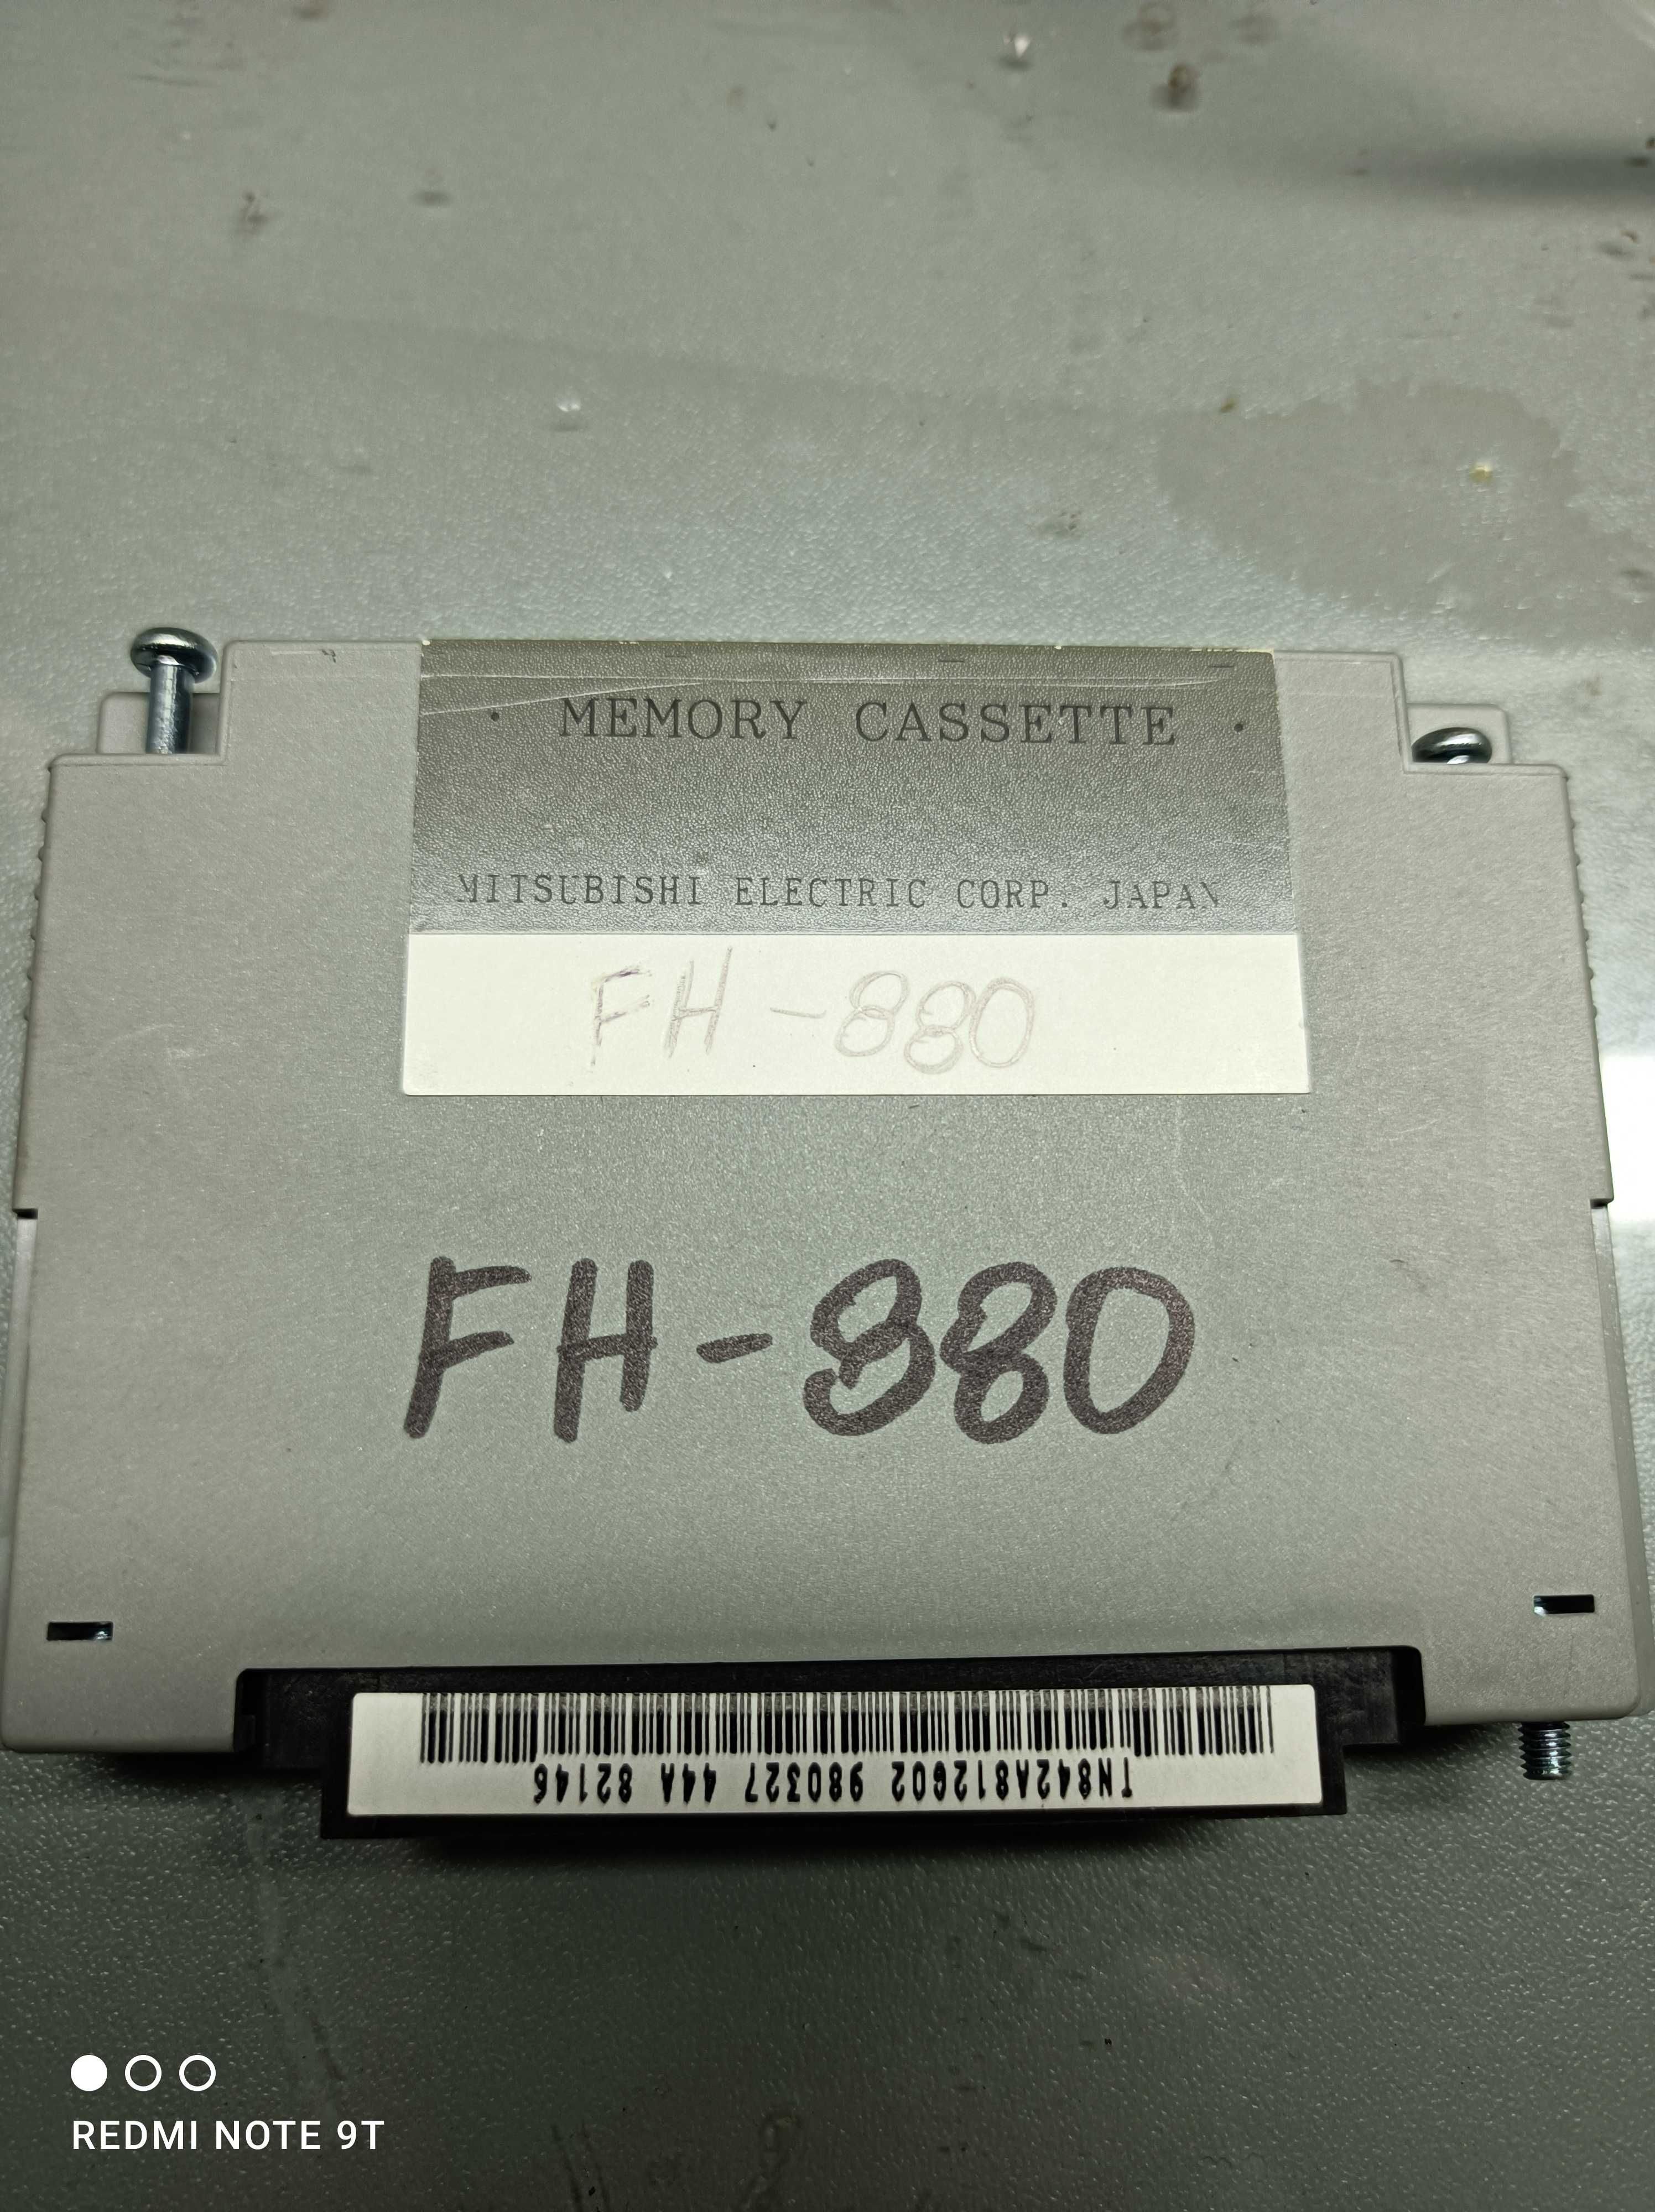 · MEMORY CASSETTE ·
MITSUBISHI ELECTRIC CORP. JAPAN
FH-880
FH-880
TN842A812G02 980327 44A 82146
REDMI NOTE 9T